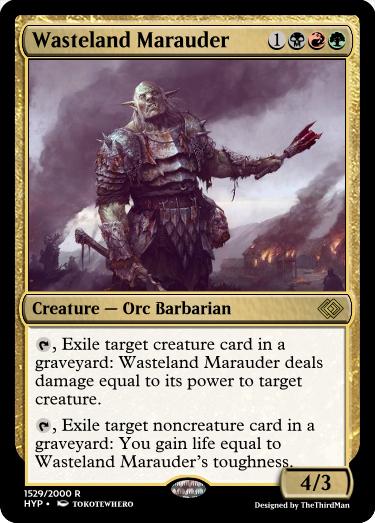 Wasteland Marauder 1
Creature — Orc Barbarian
, Exile target creature card in a
graveyard: Wasteland Marauder deals
damage equal to its power to target
creature.
, Exile target noncreature card in a
graveyard: You gain life equal to
Wasteland Marauder's toughness.
4/3
1529/2000 R
HYP • TOKOTEWHERO
Designed by TheThirdMan